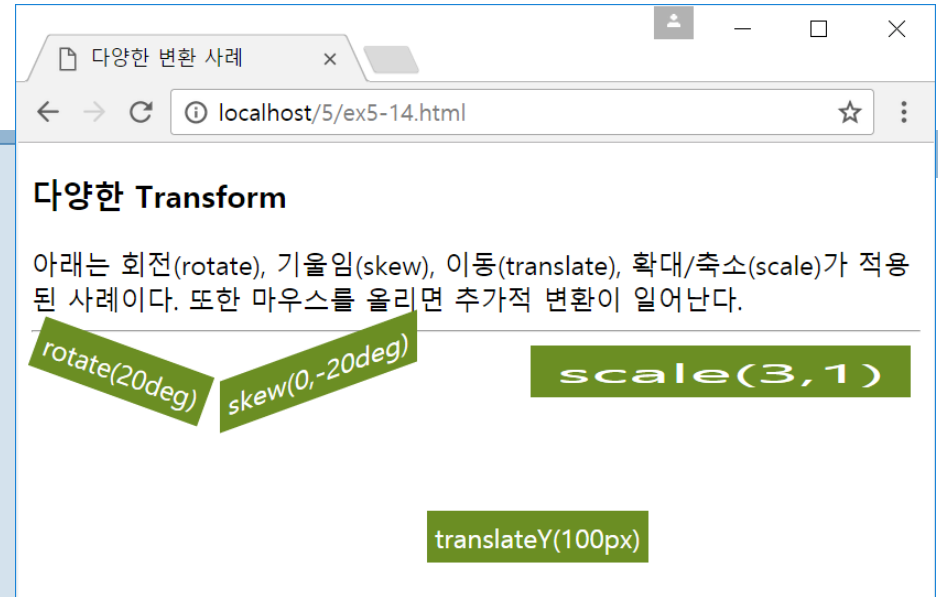 다양한 변환 사례
localhost/5/ex5-14.html
다양한 Transform
아래는 회전(rotate), 기울임(skew), 이동(translate), 확대/축소(scale)가 적용
된 사례이다. 또한 마우스를 올리면 추가적 변환이 일어난다.
rotate(20deg)
skew(0,-20deg)
scale(3,1)
translateY(100px)